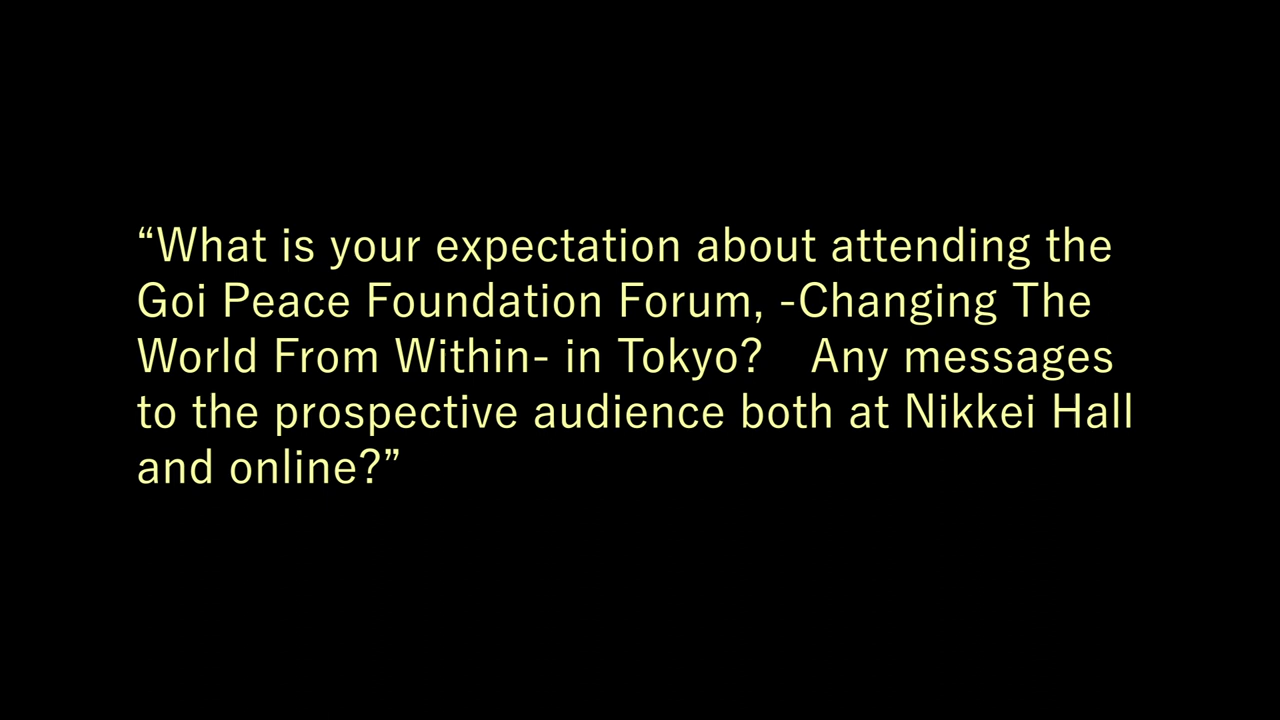 “What is your expectation about attending the
Goi Peace Foundation Forum, -Changing The
World From Within- in Tokyo?　Any messages
to the prospective audience both at Nikkei Hall
and online?”